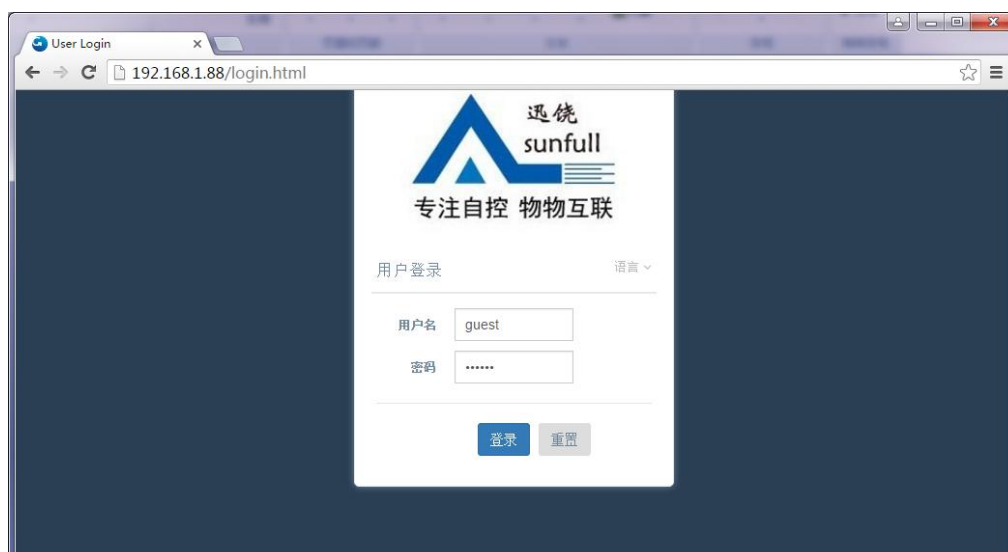 User Login
192.168.1.88/login.html
迅饶
sunfull
专注自控 物物互联
用户登录 语言
用户名 guest
密码 ••••••
登录 重置